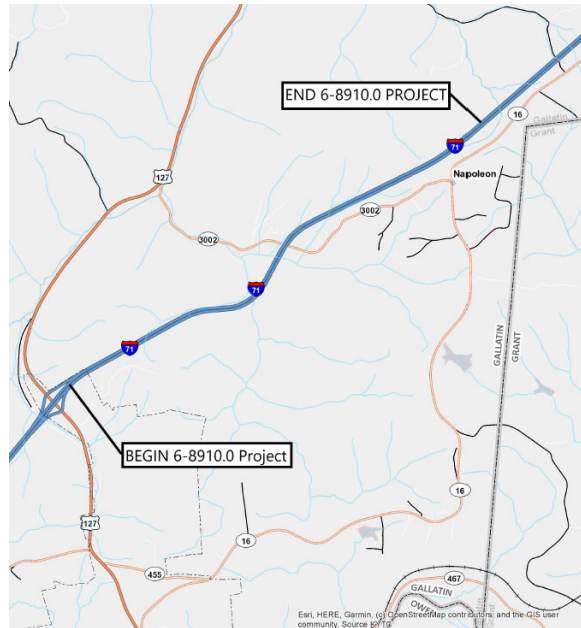 END 6-8910.0 PROJECT
16
Gallatin
Grant
71
127
Napoleon
3002
3002
71
GALLATIN
GRANT
71
BEGIN 6-8910.0 Project
16
127
16
455
467
Esri, HERE, Garmin, (c) OpenStreetMap contributors, and the GIS user
community, Source KYTC